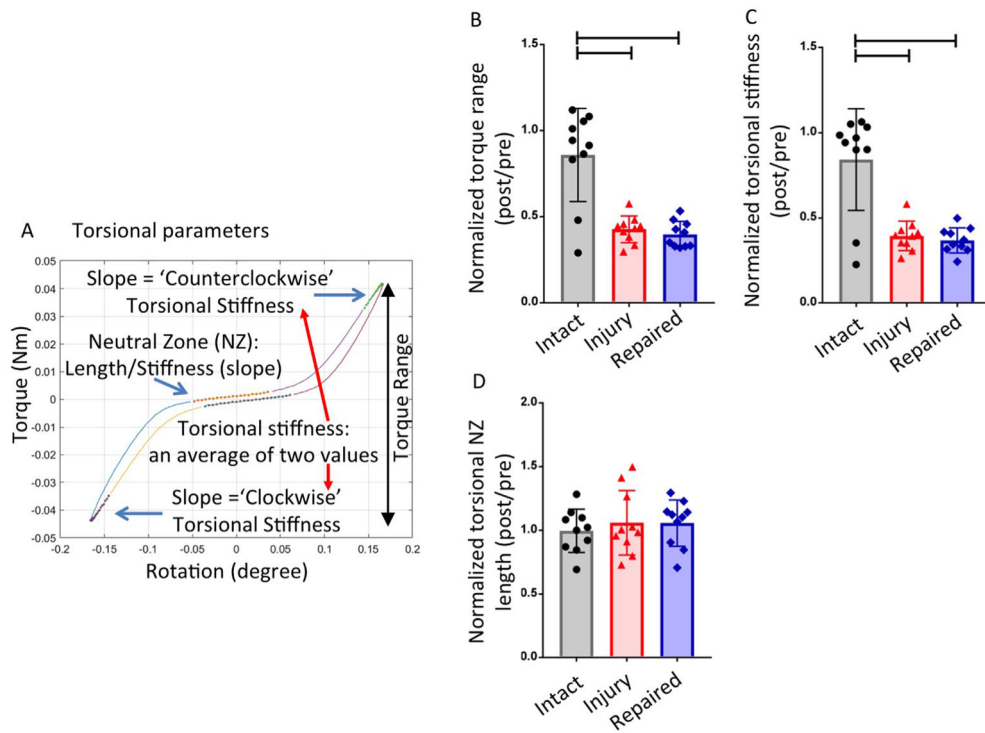 A
Torsional parameters
Torque (Nm)
0.05
0.04
0.03
0.02
0.01
0
-0.01
-0.02
-0.03
-0.04
-0.05
Slope = ‘Counterclockwise’
Torsional Stiffness
Neutral Zone (NZ):
Length/Stiffness (slope)
Torsional stiffness:
an average of two values
Slope =‘Clockwise’
Torsional Stiffness
Torque Range
-0.2
-0.15
-0.1
-0.05
0
0.05
0.1
0.15
0.2
Rotation (degree)
B
Normalized torque range
(post/pre)
1.5
1.0
0.5
0.0
Intact
Injury
Repaired
C
Normalized torsional stiffness
(post/pre)
1.5
1.0
0.5
0.0
Intact
Injury
Repaired
D
Normalized torsional NZ
length (post/pre)
2.0
1.5
1.0
0.5
0.0
Intact
Injury
Repaired